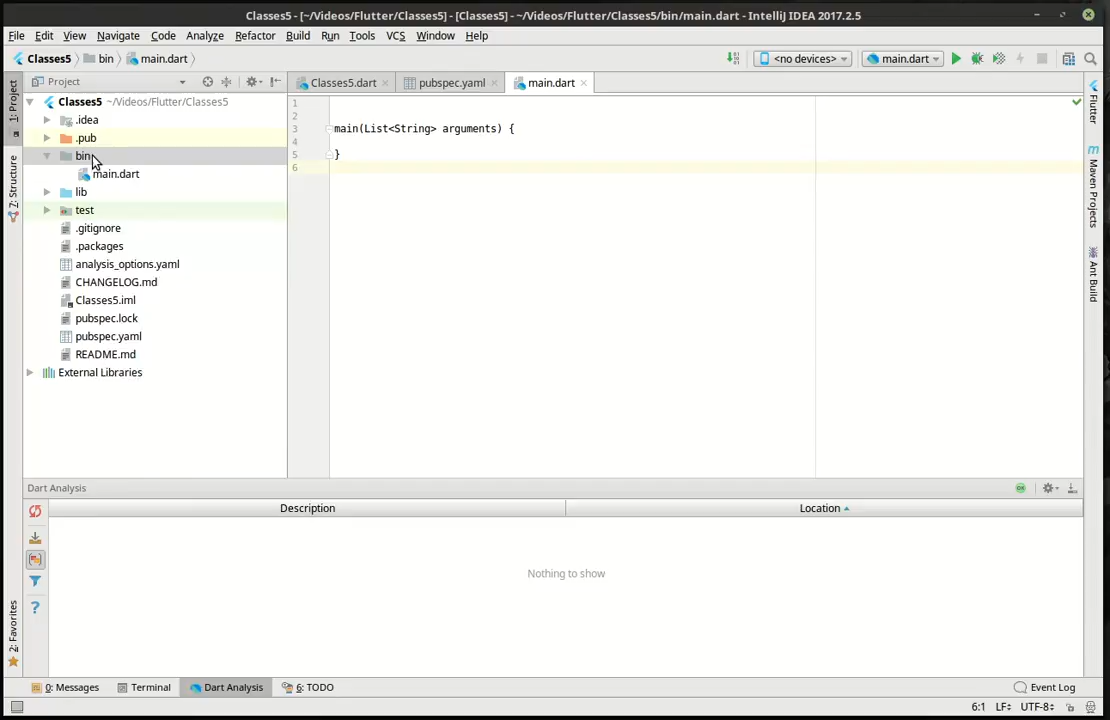 Classes5 - [~/Videos/Flutter/Classes5] - [Classes5] - ~/Videos/Flutter/Classes5/bin/main.dart - IntelliJ IDEA 2017.2.5
File Edit View Navigate Code Analyze Refactor Build Run Tools VCS Window Help
Classes5 bin main.dart <no devices> main.dart
Project Classes5.dart pubspec.yaml main.dart
1: Project
7: Structure
2: Favorites
Classes5 ~/Videos/Flutter/Classes5
.idea
.pub
bin
main.dart
lib
test
.gitignore
.packages
analysis_options.yaml
CHANGELOG.md
Classes5.iml
pubspec.lock
pubspec.yaml
README.md
External Libraries
1
2
3 main(List<String> arguments) {
4
5 }
6
Flutter
Maven Projects
Ant Build
Dart Analysis
Description Location
Nothing to show
0: Messages Terminal Dart Analysis 6: TODO Event Log
6:1 LF÷ UTF-8÷